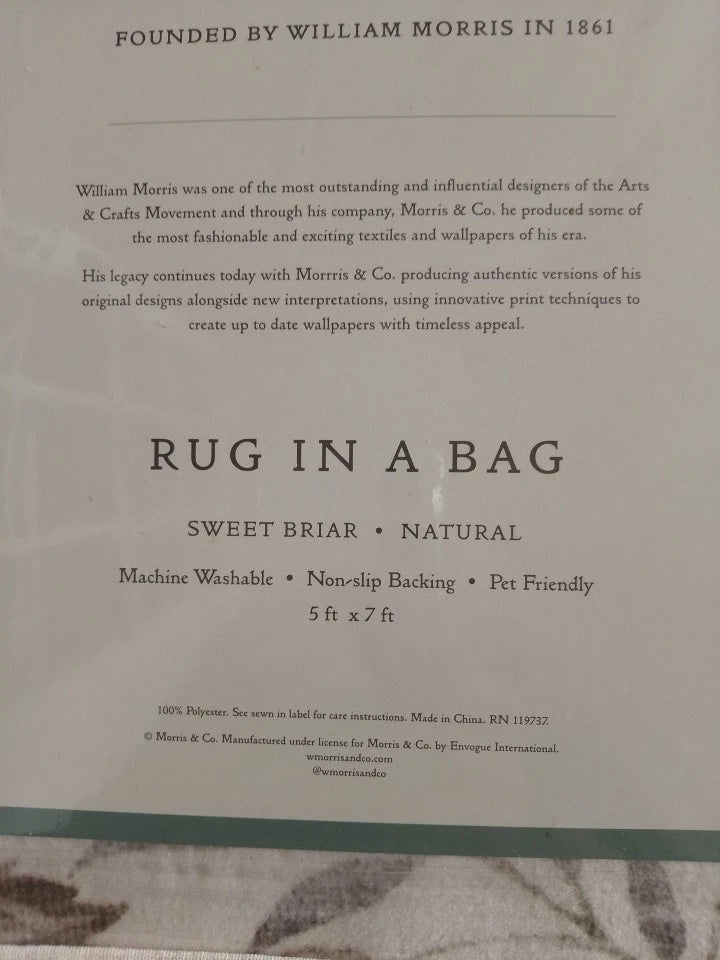 FOUNDED BY WILLIAM MORRIS IN 1861
William Morris was one of the most outstanding and influential designers of the Arts
& Crafts Movement and through his company, Morris & Co. he produced some of
the most fashionable and exciting textiles and wallpapers of his era.
His legacy continues today with Morrris & Co. producing authentic versions of his
original designs alongside new interpretations, using innovative print techniques to
create up to date wallpapers with timeless appeal.
RUG IN A BAG
SWEET BRIAR • NATURAL
Machine Washable • Non-slip Backing • Pet Friendly
5 ft x 7 ft
100% Polyester. See sewn in label for care instructions. Made in China. RN 119737.
© Morris & Co. Manufactured under license for Morris & Co. by Envogue International.
wmorrisandco.com
@wmorrisandco